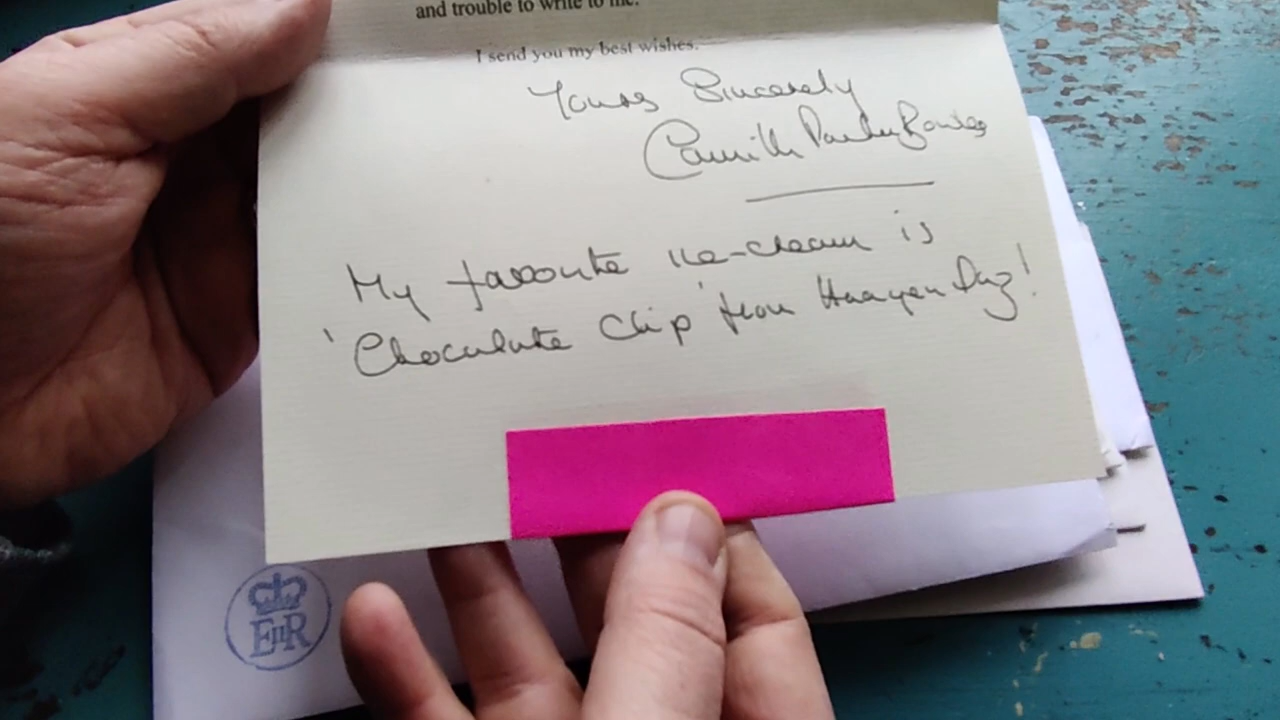 and trouble to write to me.
I send you my best wishes.
Yours Sincerely
Camilla Parker Bowles
My favourite ice-cream is
'Chocolate Chip' from Haagen Daz!
EIIR